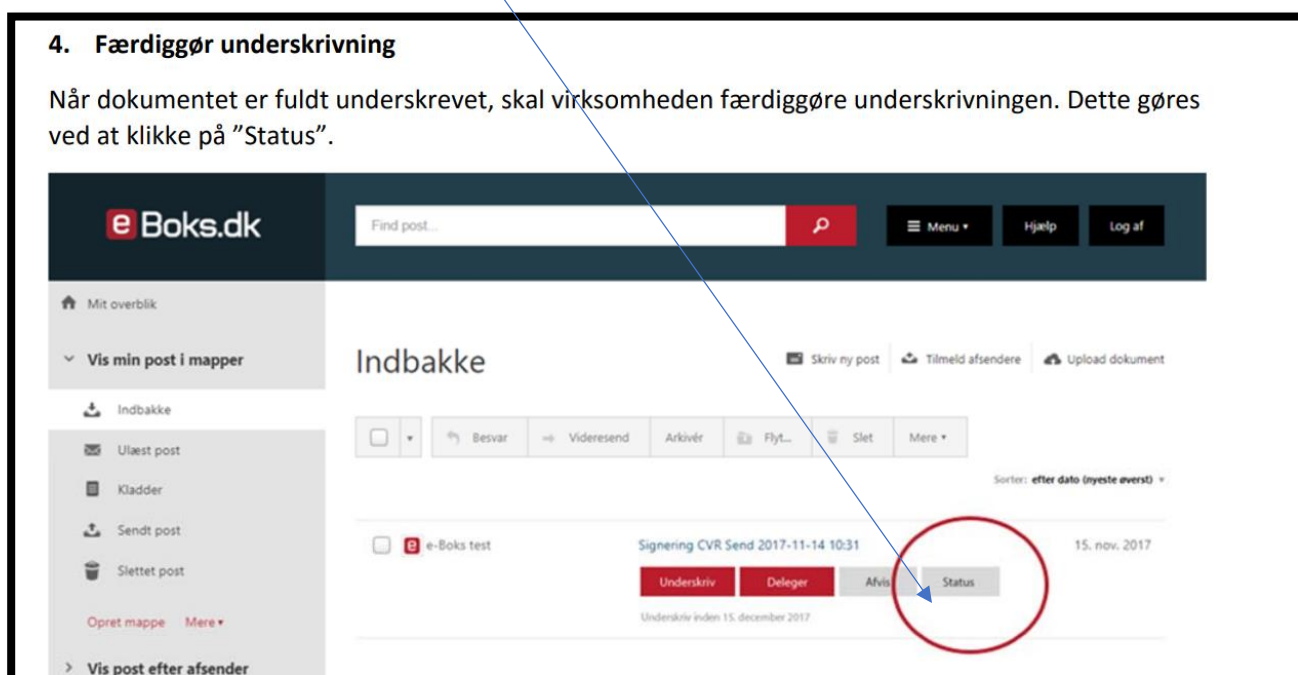 4. Færdiggør underskrivning
Når dokumentet er fuldt underskrevet, skal virksomheden færdiggøre underskrivningen. Dette gøres
ved at klikke på ”Status”.
e Boks.dk
Find post...
Menu
Hjælp
Log af
Mit overblik
Vis min post i mapper
Indbakke
Skriv ny post
Tilmeld afsendere
Upload dokument
Indbakke
Besvar
Videresend
Arkivér
Flyt...
Slet
Mere
Ulæst post
Sorter: efter dato (nyeste øverst)
Kladder
Sendt post
e e-Boks test
Signering CVR Send 2017-11-14 10:31
15. nov. 2017
Slettet post
Underskriv
Deleger
Afvis
Status
Underskriv inden 15. december 2017
Opret mappe Mere
Vis post efter afsender